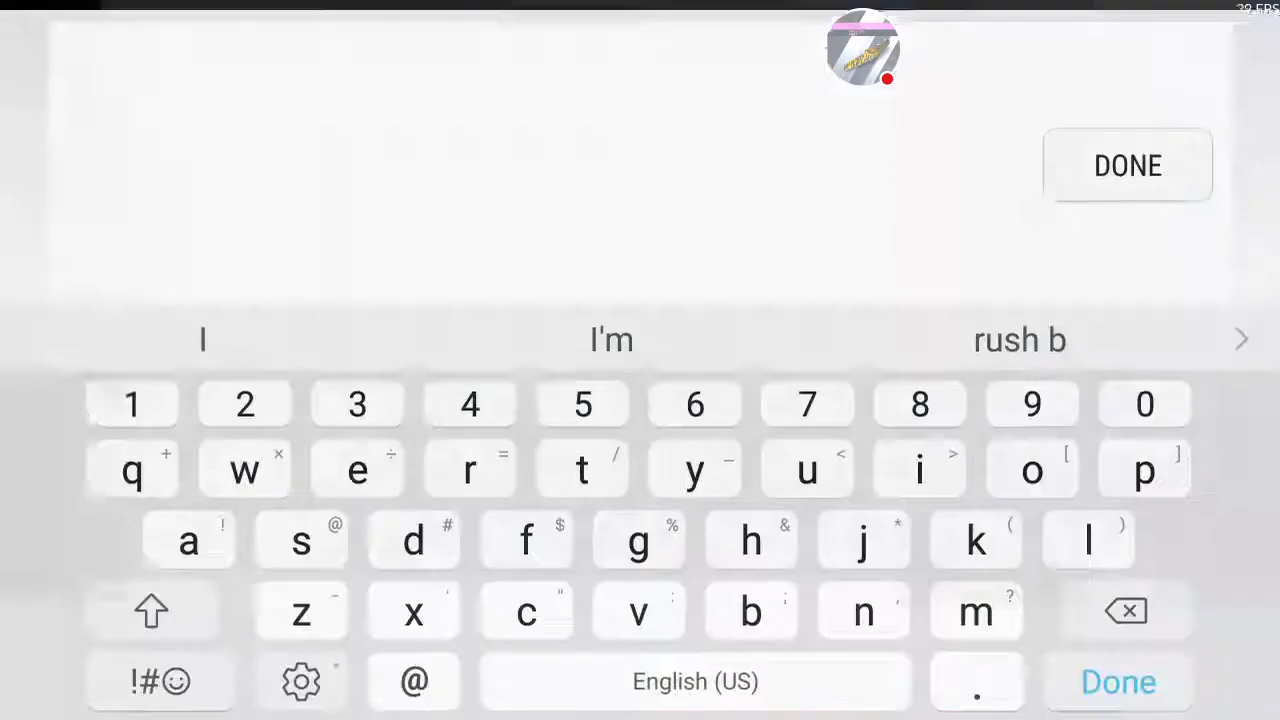 DONE
I I'm rush b
1 2 3 4 5 6 7 8 9 0
q + w × e ÷ r = t / y _ u < i > o [ p ]
a ! s @ d # f $ g % h & j * k ( l )
z - x ' c " v : b ; n , m ?
!#☺ @ English (US) . Done